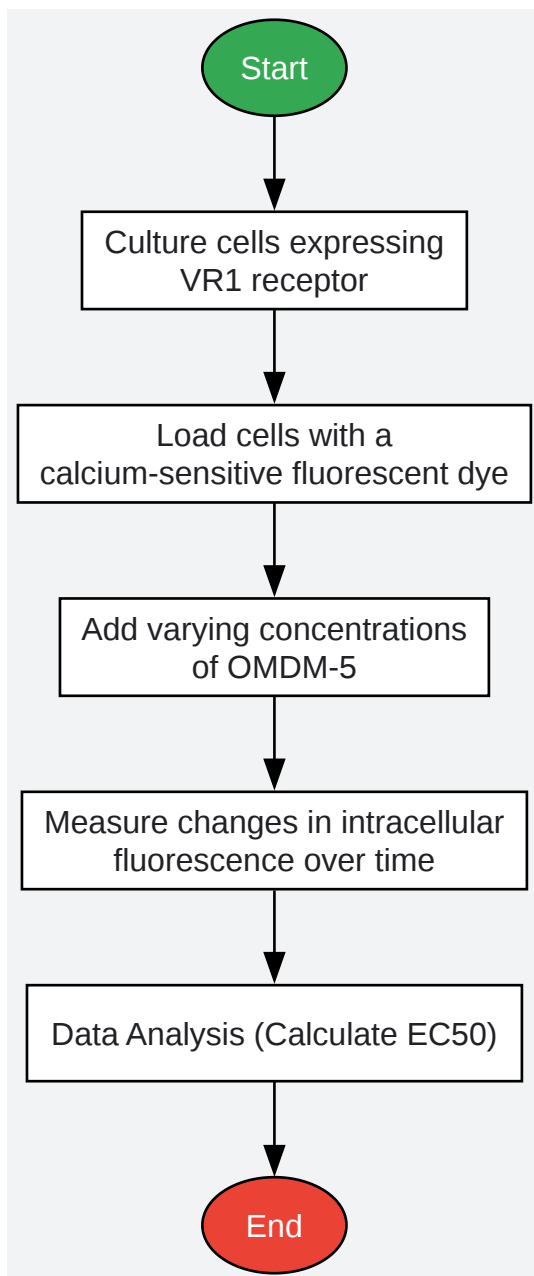 Start
Culture cells expressing
VR1 receptor
Load cells with a
calcium-sensitive fluorescent dye
Add varying concentrations
of OMDM-5
Measure changes in intracellular
fluorescence over time
Data Analysis (Calculate EC50)
End